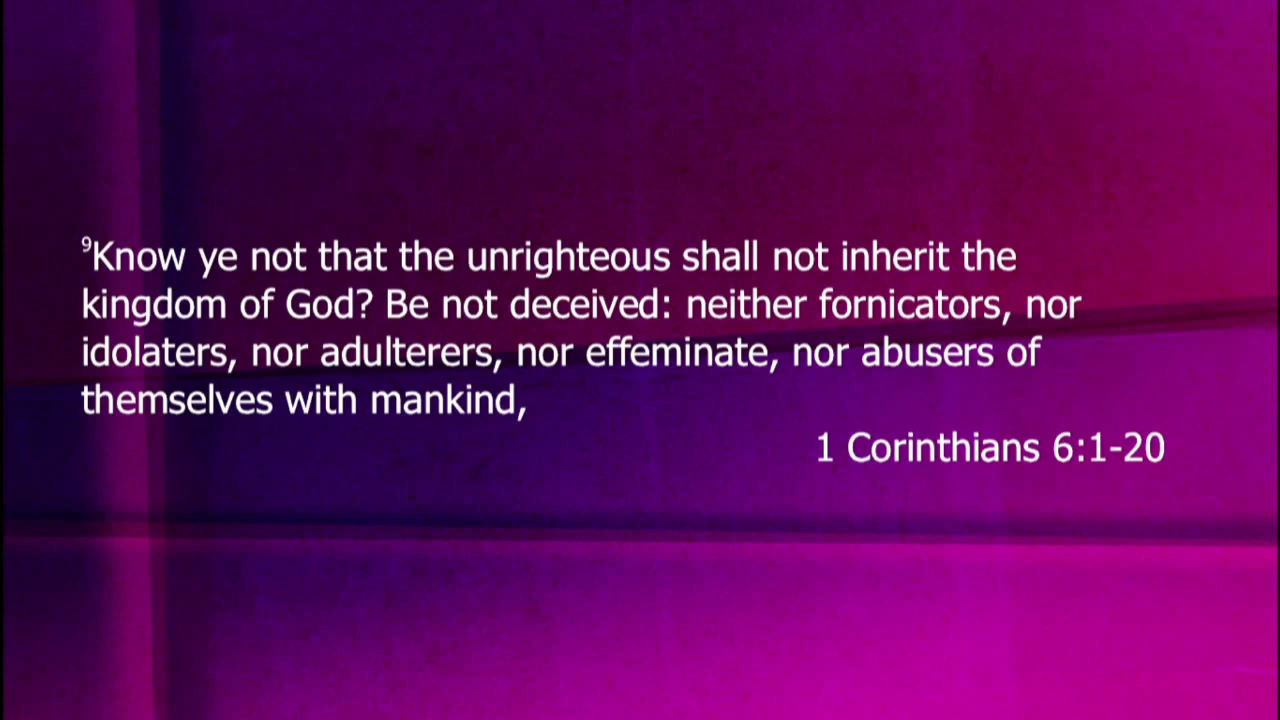 ⁹Know ye not that the unrighteous shall not inherit the
kingdom of God? Be not deceived: neither fornicators, nor
idolaters, nor adulterers, nor effeminate, nor abusers of
themselves with mankind,
1 Corinthians 6:1-20